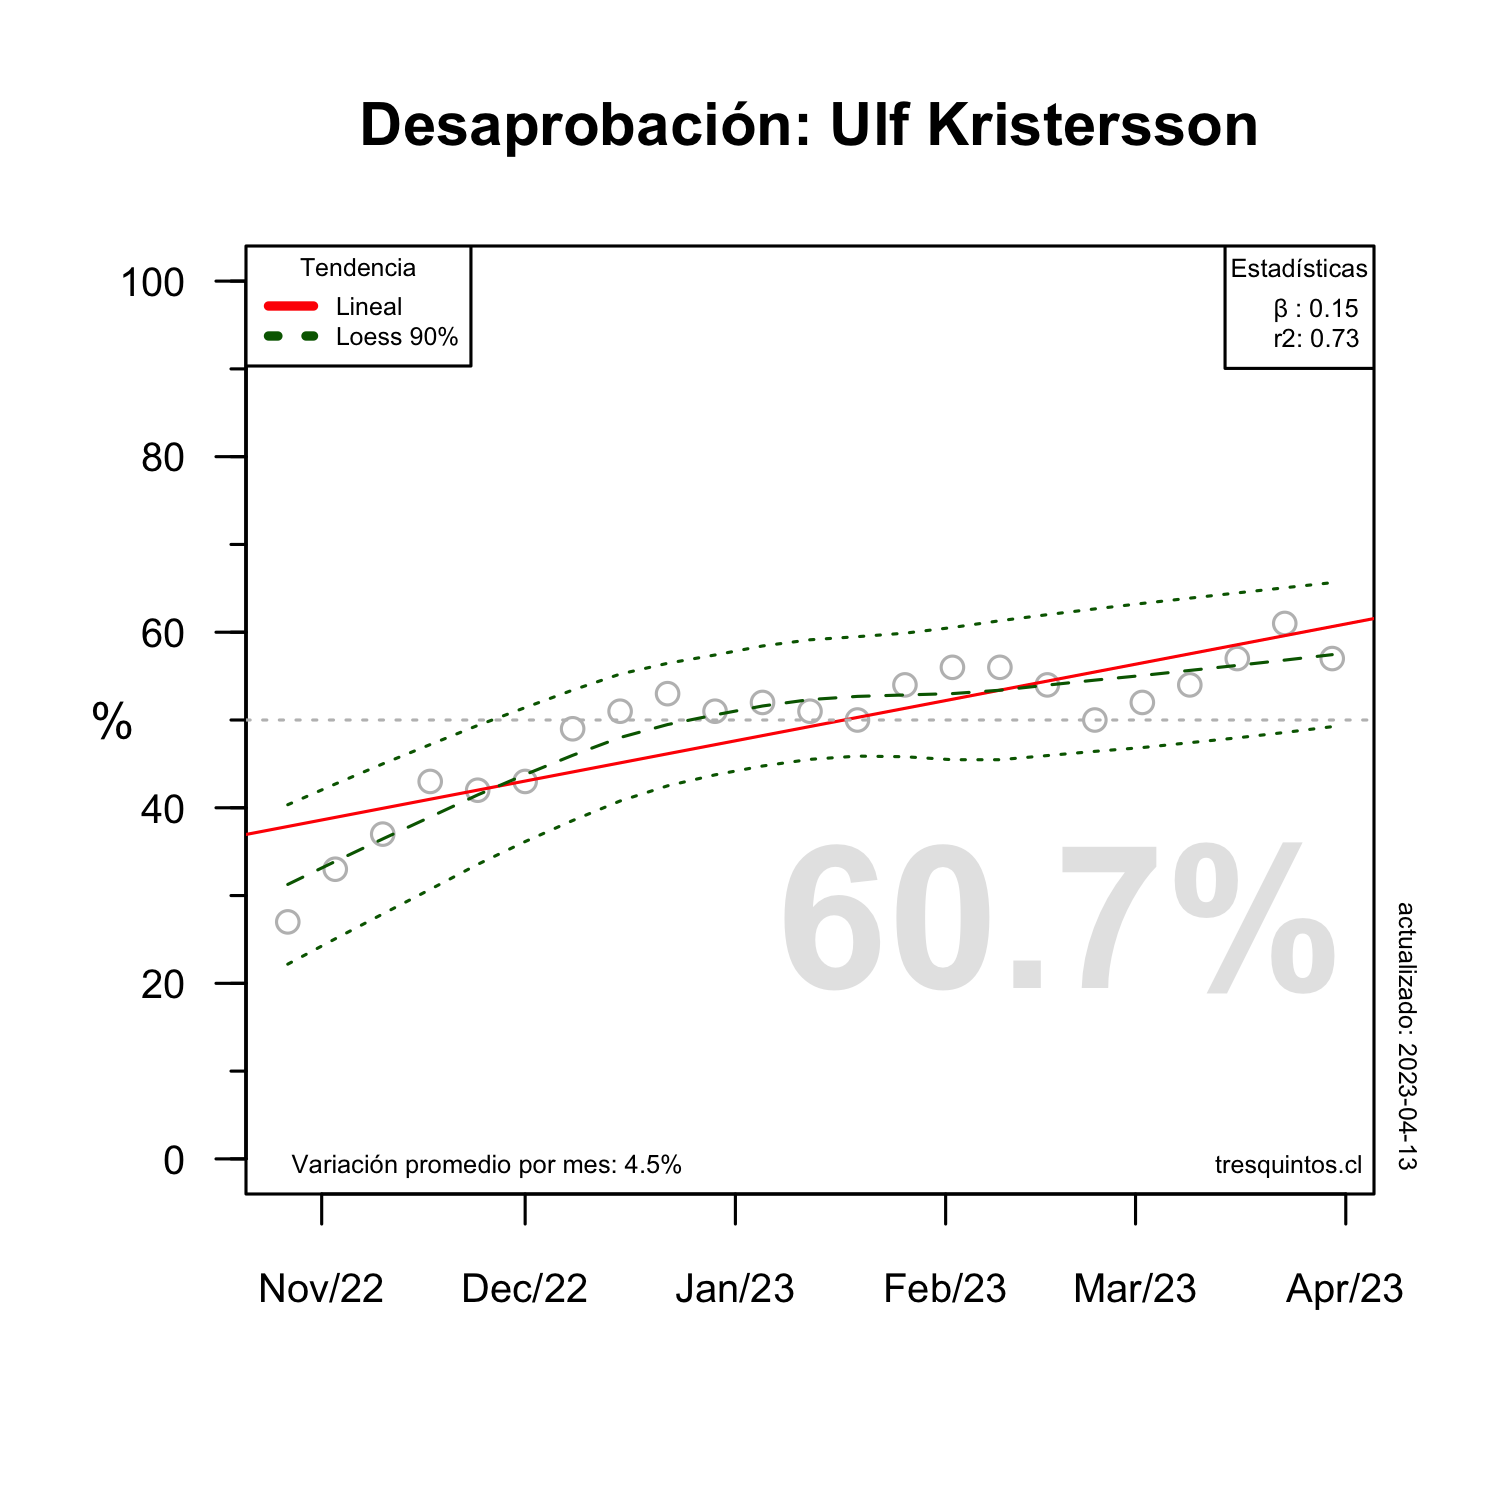 Desaprobación: Ulf Kristersson
Tendencia
Lineal
Loess 90%
Estadísticas
β : 0.15
r2: 0.73
100
80
60
%
40
20
0
60.7%
Variación promedio por mes: 4.5%
tresquintos.cl
actualizado: 2023-04-13
Nov/22 Dec/22 Jan/23 Feb/23 Mar/23 Apr/23